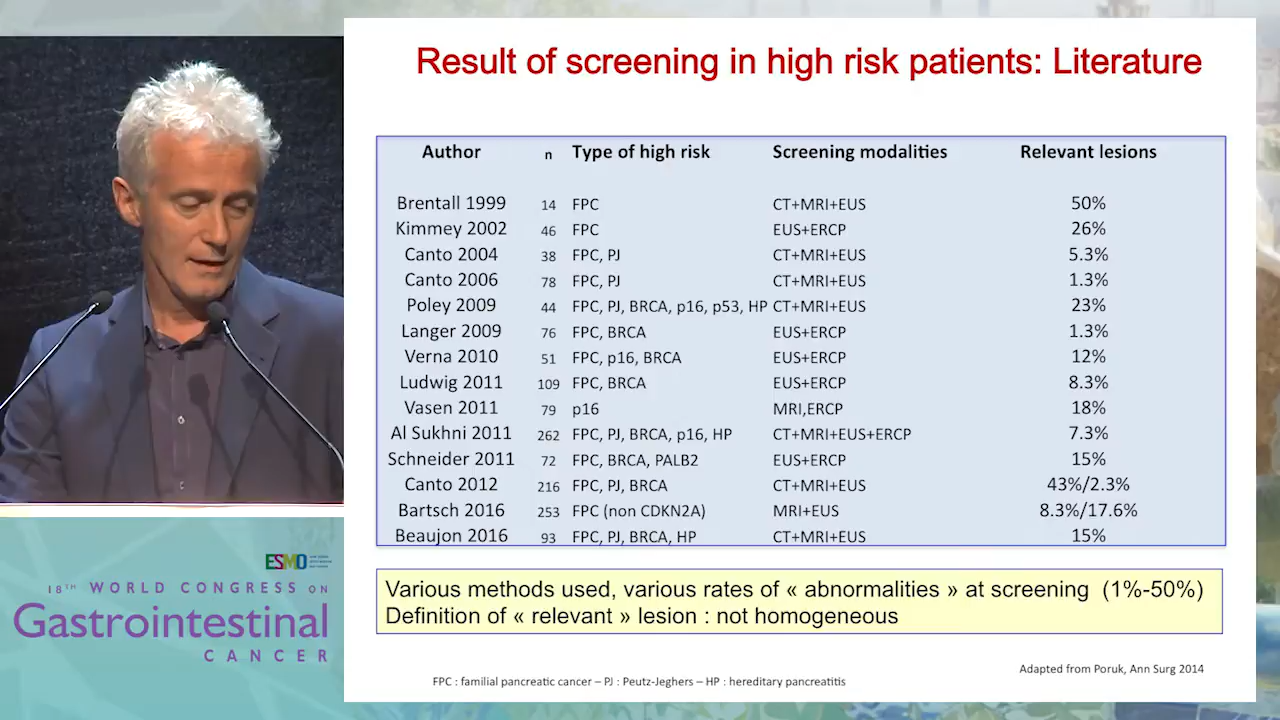 Result of screening in high risk patients: Literature
Author n Type of high risk Screening modalities Relevant lesions
Brentall 1999 14 FPC CT+MRI+EUS 50%
Kimmey 2002 46 FPC EUS+ERCP 26%
Canto 2004 38 FPC, PJ CT+MRI+EUS 5.3%
Canto 2006 78 FPC, PJ CT+MRI+EUS 1.3%
Poley 2009 44 FPC, PJ, BRCA, p16, p53, HP CT+MRI+EUS 23%
Langer 2009 76 FPC, BRCA EUS+ERCP 1.3%
Verna 2010 51 FPC, p16, BRCA EUS+ERCP 12%
Ludwig 2011 109 FPC, BRCA EUS+ERCP 8.3%
Vasen 2011 79 p16 MRI,ERCP 18%
Al Sukhni 2011 262 FPC, PJ, BRCA, p16, HP CT+MRI+EUS+ERCP 7.3%
Schneider 2011 72 FPC, BRCA, PALB2 EUS+ERCP 15%
Canto 2012 216 FPC, PJ, BRCA CT+MRI+EUS 43%/2.3%
Bartsch 2016 253 FPC (non CDKN2A) MRI+EUS 8.3%/17.6%
Beaujon 2016 93 FPC, PJ, BRCA, HP CT+MRI+EUS 15%
Various methods used, various rates of « abnormalities » at screening (1%-50%)
Definition of « relevant » lesion : not homogeneous
Adapted from Poruk, Ann Surg 2014
FPC : familial pancreatic cancer – PJ : Peutz-Jeghers – HP : hereditary pancreatitis
ESMO
18TH WORLD CONGRESS ON
Gastrointestinal
CANCER